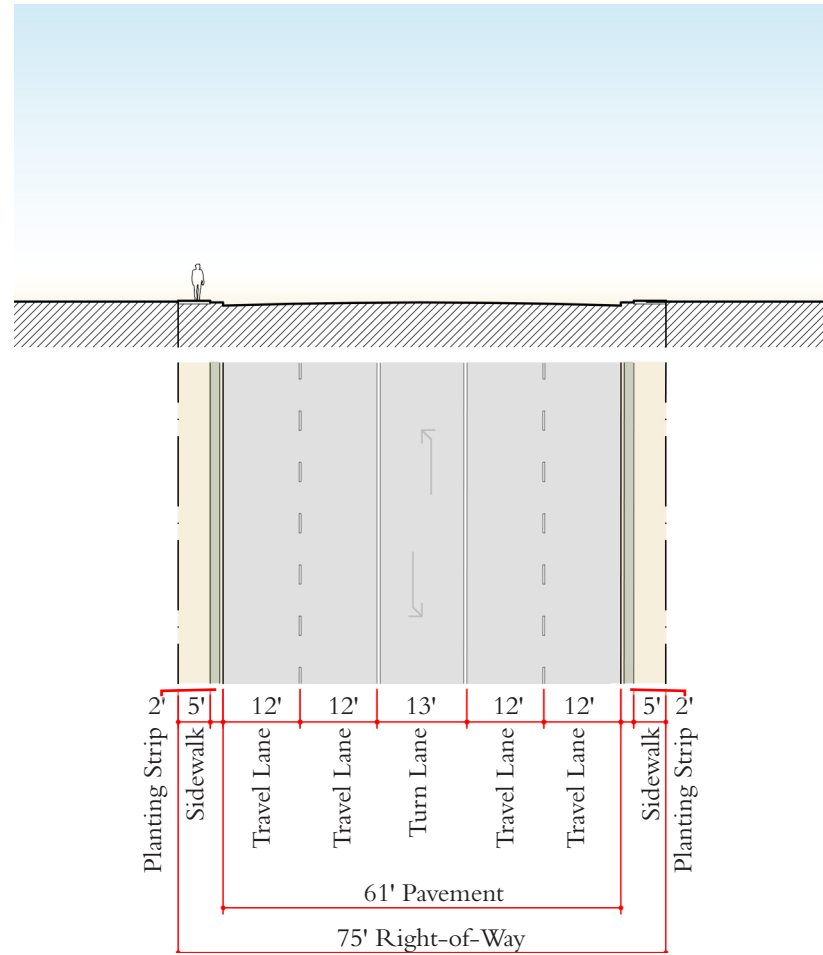 2' 5' 12' 12' 13' 12' 12' 5' 2'
Planting Strip
Sidewalk
Travel Lane
Travel Lane
Turn Lane
Travel Lane
Travel Lane
Sidewalk
Planting Strip
61' Pavement
75' Right-of-Way